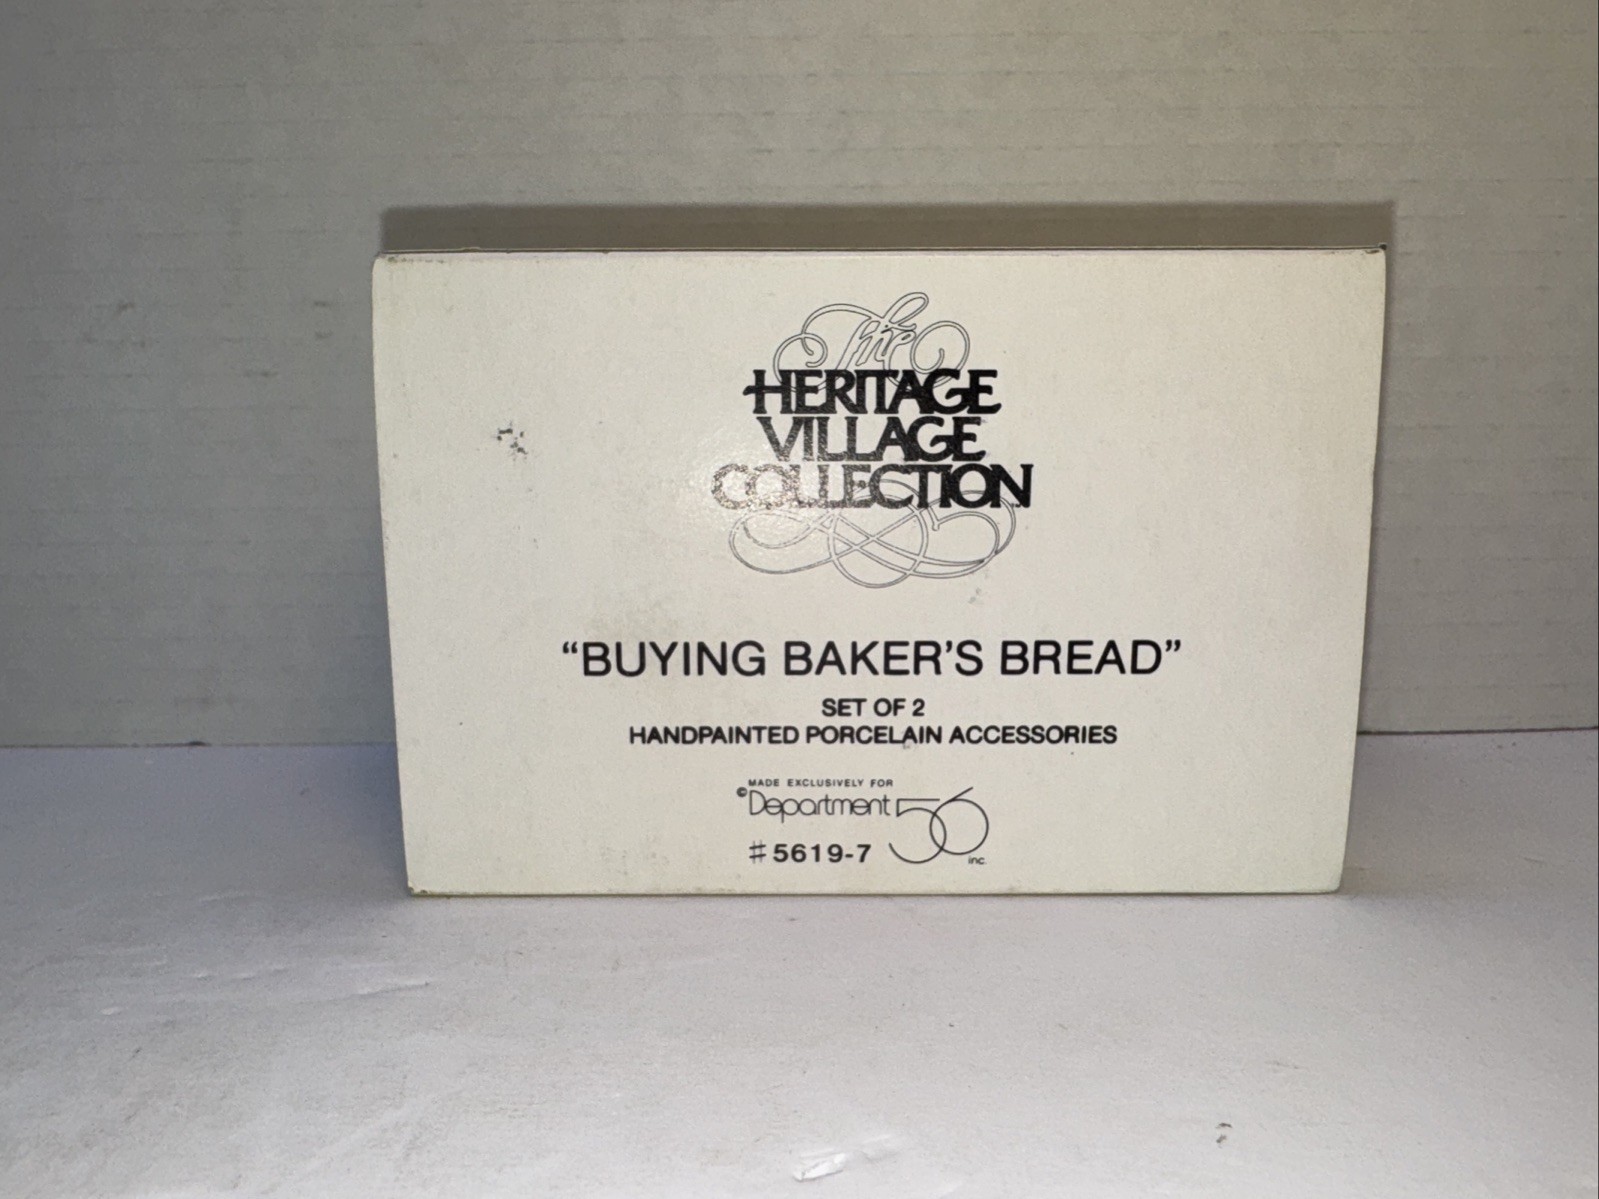 The
HERITAGE
VILLAGE
COLLECTION
“BUYING BAKER’S BREAD”
SET OF 2
HANDPAINTED PORCELAIN ACCESSORIES
MADE EXCLUSIVELY FOR
©Department 56
#5619-7 inc.